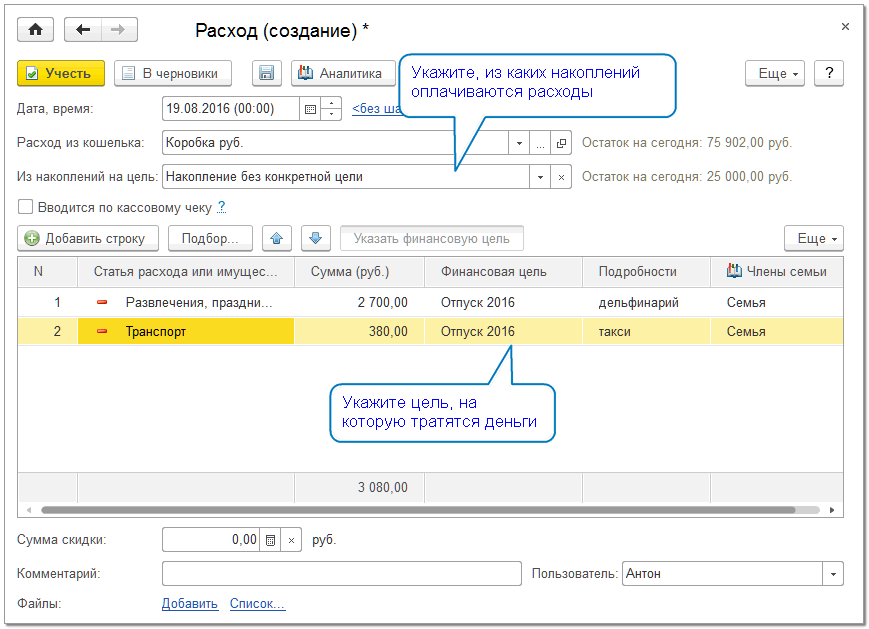 Расход (создание) *
×
Учесть В черновики Аналитика Еще ?
Укажите, из каких накоплений
оплачиваются расходы
Дата, время: 19.08.2016 (00:00) <без ша
Расход из кошелька: Коробка руб. ... Остаток на сегодня: 75 902,00 руб.
Из накоплений на цель: Накопление без конкретной цели × Остаток на сегодня: 25 000,00 руб.
Вводится по кассовому чеку ?
Добавить строку Подбор... Указать финансовую цель Еще
N Статья расхода или имущес... Сумма (руб.) Финансовая цель Подробности Члены семьи
1 Развлечения, праздни... 2 700,00 Отпуск 2016 дельфинарий Семья
2 Транспорт 380,00 Отпуск 2016 такси Семья
Укажите цель, на
которую тратятся деньги
3 080,00
Сумма скидки: 0,00 × руб.
Комментарий: Пользователь: Антон
Файлы: Добавить Список...